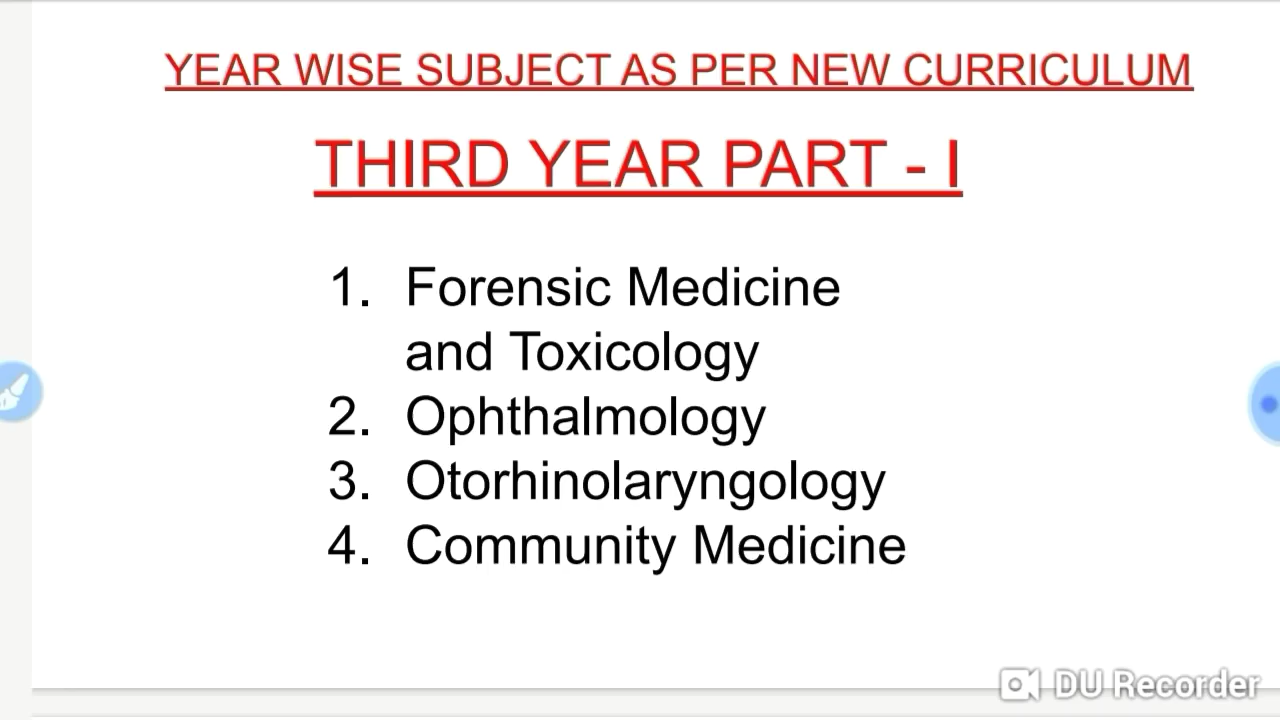 YEAR WISE SUBJECT AS PER NEW CURRICULUM
THIRD YEAR PART - I
1. Forensic Medicine
and Toxicology
2. Ophthalmology
3. Otorhinolaryngology
4. Community Medicine
DU Recorder